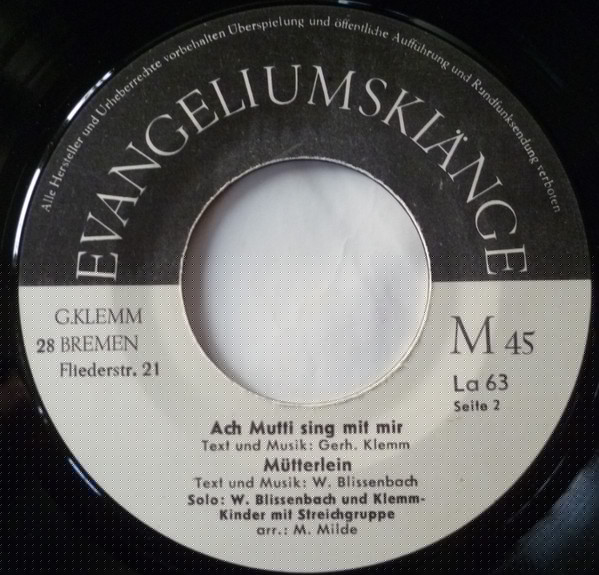 Alle Hersteller und Urheberrechte vorbehalten Überspielung und öffentliche Aufführung und Rundfunksendung verboten
EVANGELIUMSKLÄNGE
G.KLEMM
28 BREMEN
Fliederstr. 21
M 45
La 63
Seite 2
Ach Mutti sing mit mir
Text und Musik: Gerh. Klemm
Mütterlein
Text und Musik: W. Blissenbach
Solo: W. Blissenbach und Klemm-
Kinder mit Streichgruppe
arr.: M. Milde